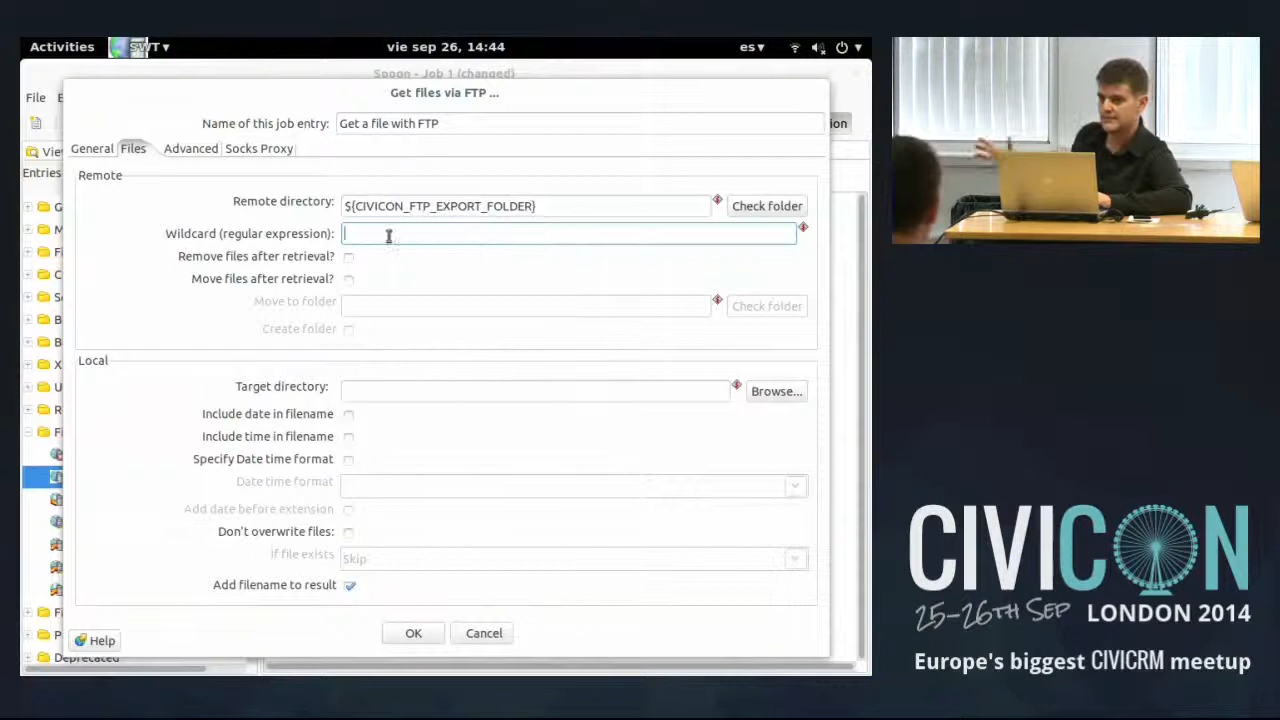 Activities SWT ▾ vie sep 26, 14:44 es ▾
Spoon - Job 1 (changed)
Get files via FTP ...
File
Name of this job entry: Get a file with FTP
General Files Advanced Socks Proxy
Remote
Entries
Remote directory: ${CIVICON_FTP_EXPORT_FOLDER} Check folder
Wildcard (regular expression):
Remove files after retrieval?
Move files after retrieval?
Move to folder Check folder
Create folder
Local
Target directory: Browse...
Include date in filename
Include time in filename
Specify Date time format
Date time format
Add date before extension
Don't overwrite files:
If file exists Skip
Add filename to result
OK Cancel
Help
Deprecated
CIVICON
25-26TH SEP LONDON 2014
Europe's biggest CIVICRM meetup